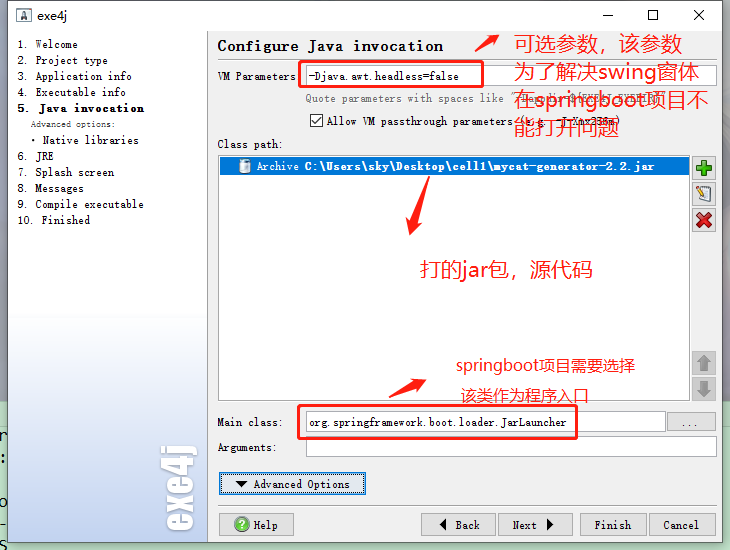 exe4j
1. Welcome
2. Project type
3. Application info
4. Executable info
5. Java invocation
Advanced options:
· Native libraries
6. JRE
7. Splash screen
8. Messages
9. Compile executable
10. Finished
exe4j
Configure Java invocation
可选参数，该参数
为了解决swing窗体
在springboot项目不
能打开问题
VM Parameters
-Djava.awt.headless=false
Quote parameters with spaces like
Allow VM passthrough parameters (e.g. -J-Xmx256m)
Class path:
Archive C:\Users\sky\Desktop\cell1\mycat-generator-2.2.jar
打的jar包，源代码
springboot项目需要选择
该类作为程序入口
Main class:
org.springframework.boot.loader.JarLauncher
...
Arguments:
Advanced Options
Help
Back
Next
Finish
Cancel